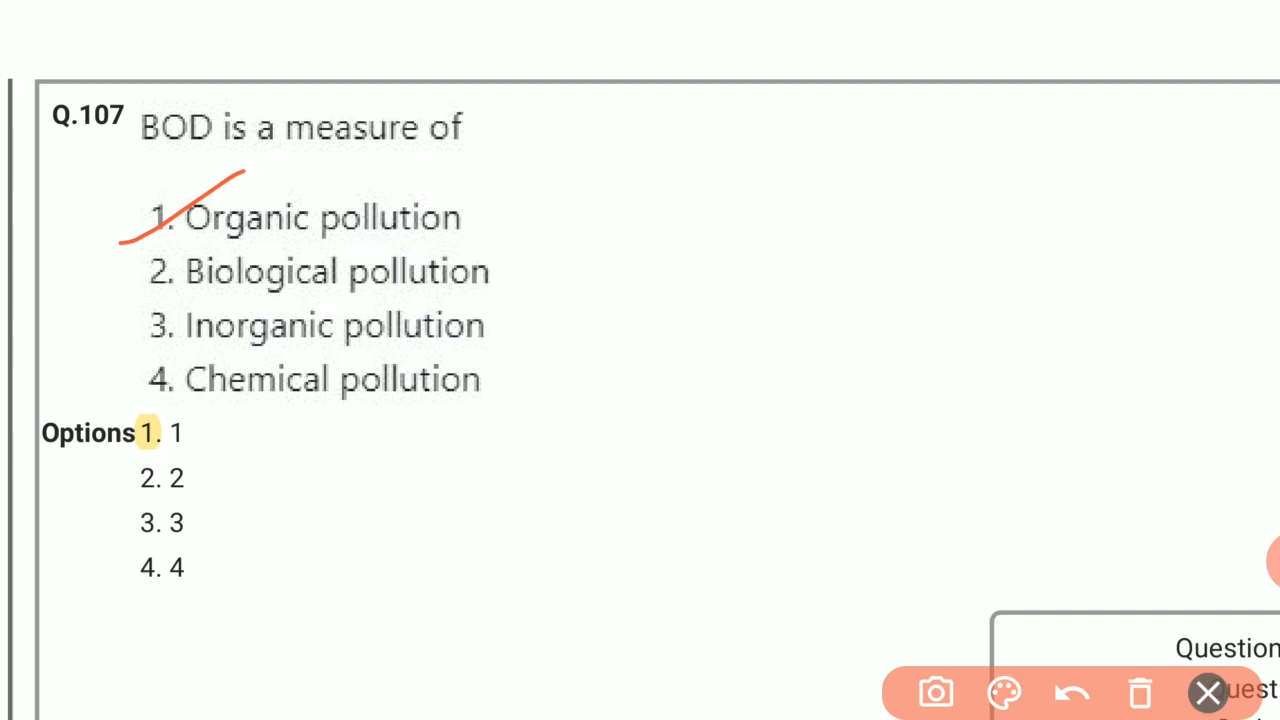 Q.107 BOD is a measure of
1. Organic pollution
2. Biological pollution
3. Inorganic pollution
4. Chemical pollution
Options 1. 1
2. 2
3. 3
4. 4
Question
uest